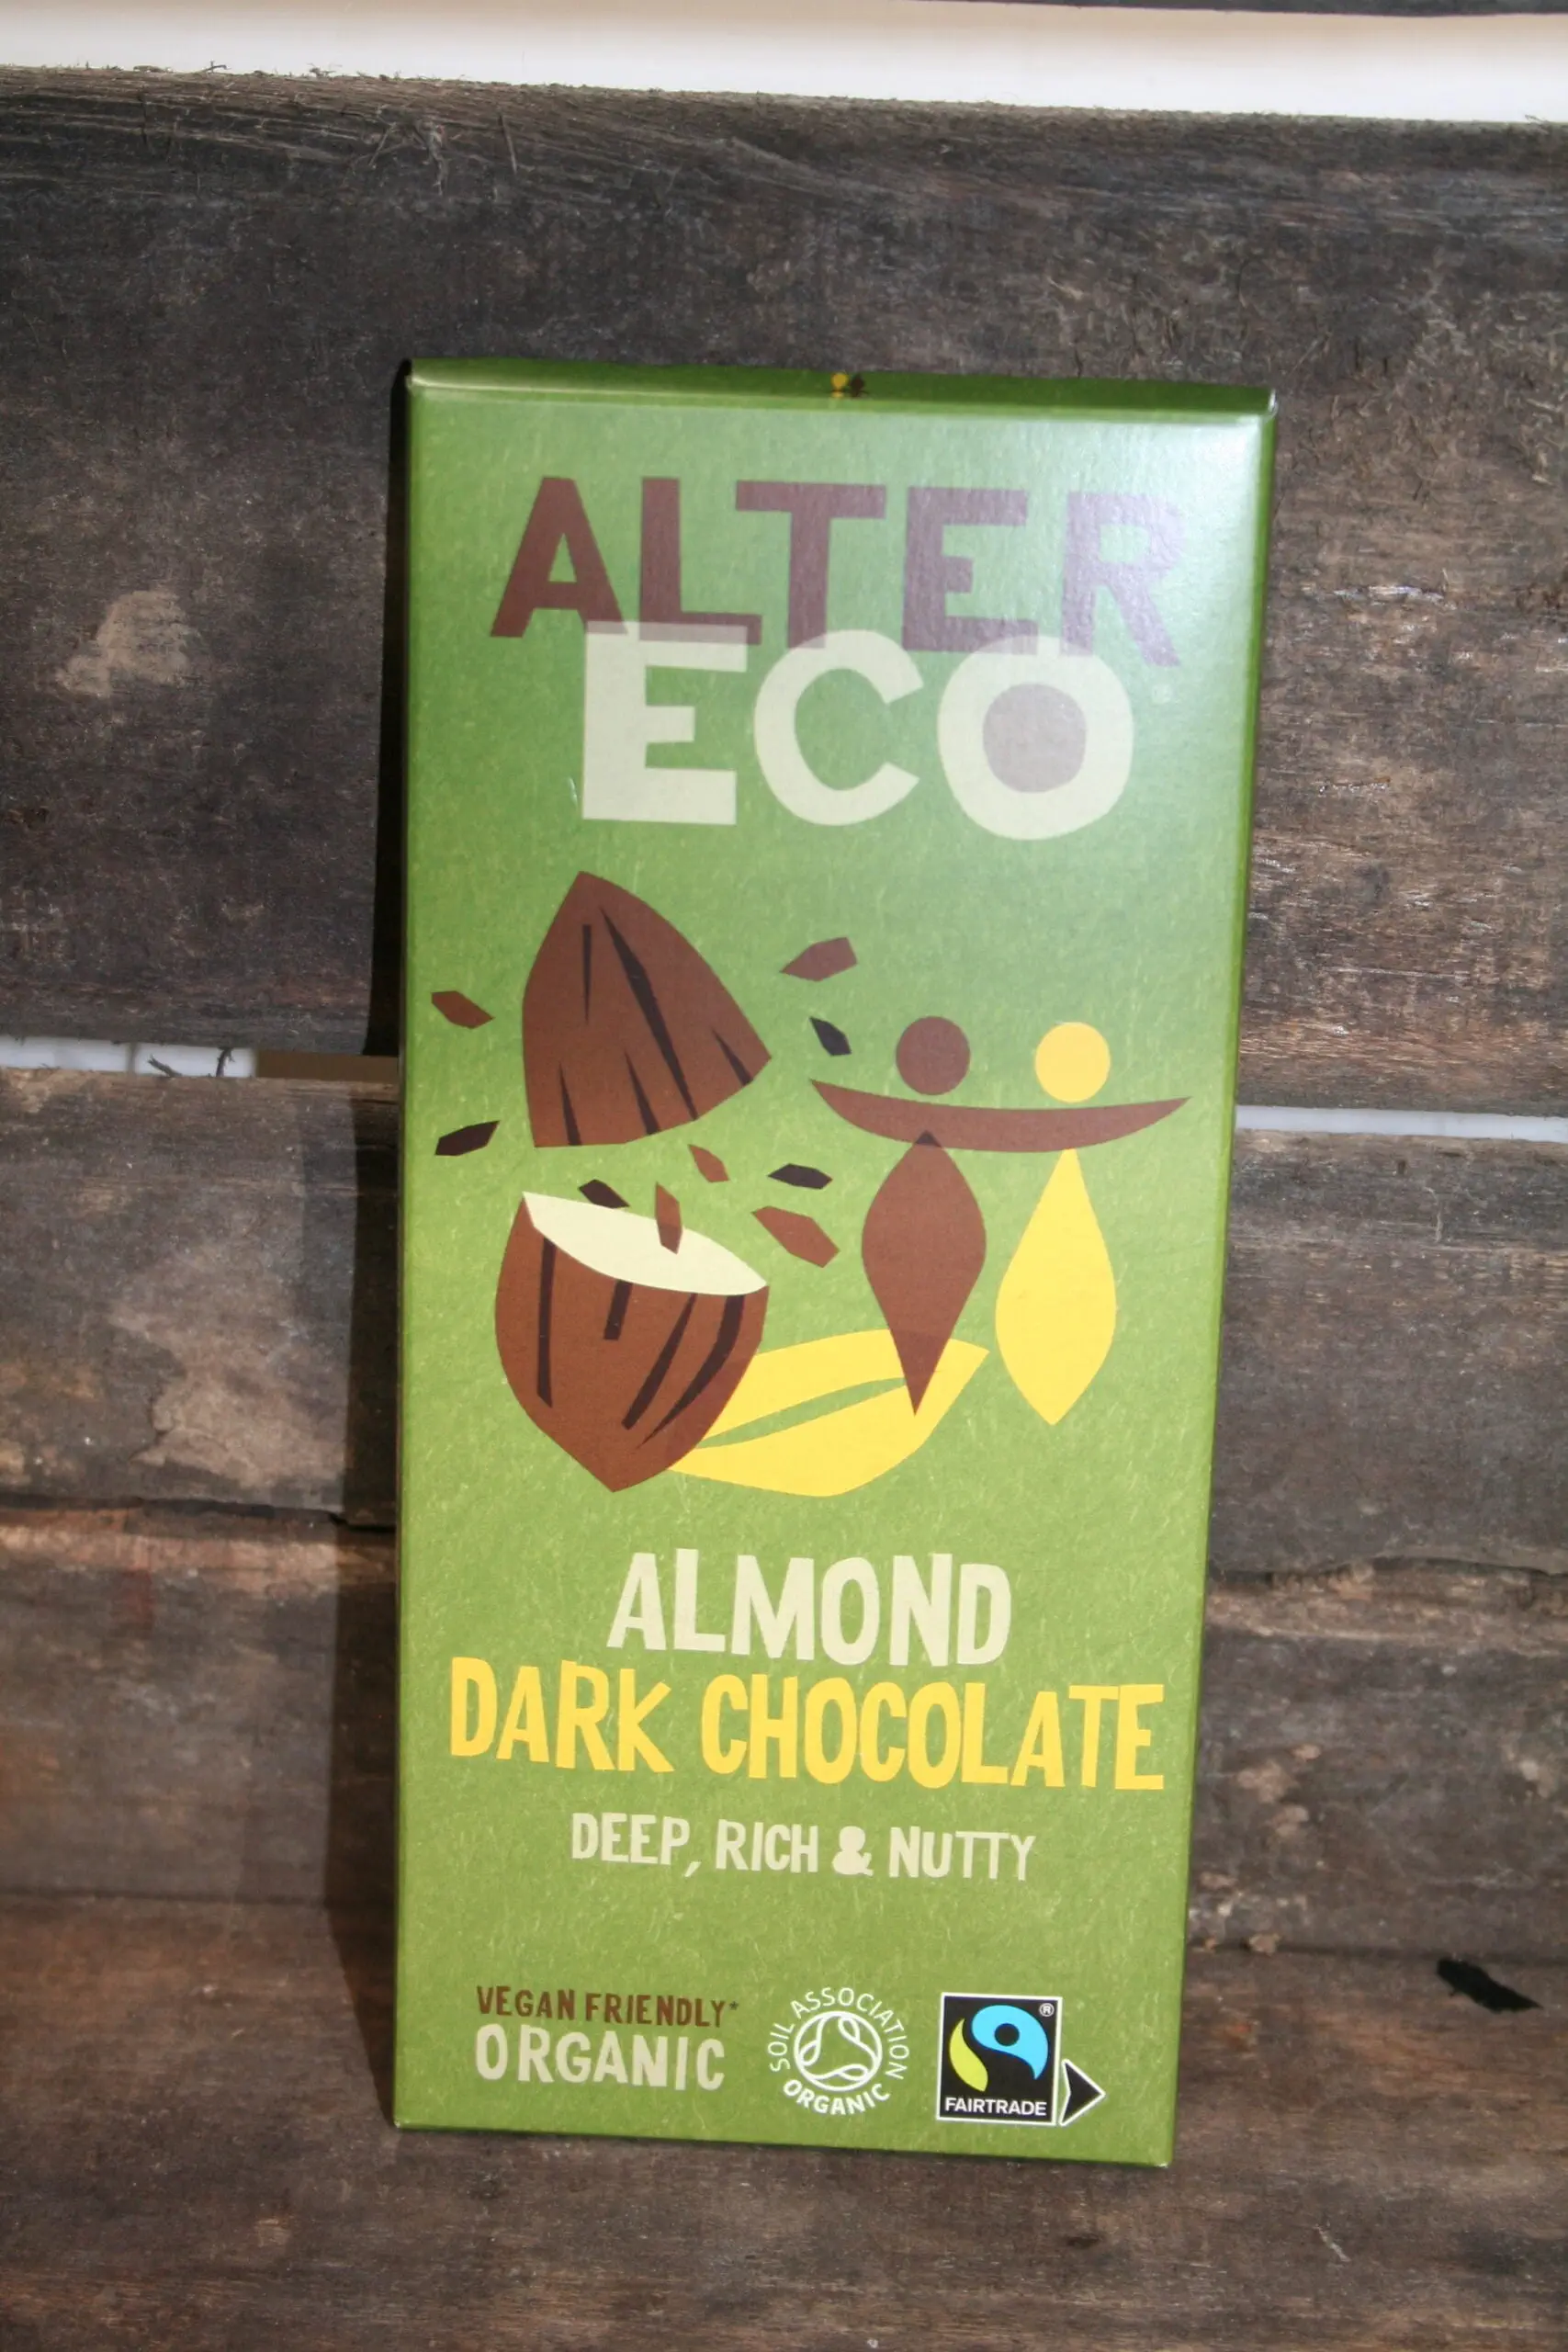 ALTER
ECO
ALMOND
DARK CHOCOLATE
DEEP, RICH & NUTTY
VEGAN FRIENDLY*
ORGANIC
SOIL ASSOCIATION
ORGANIC
FAIRTRADE
®